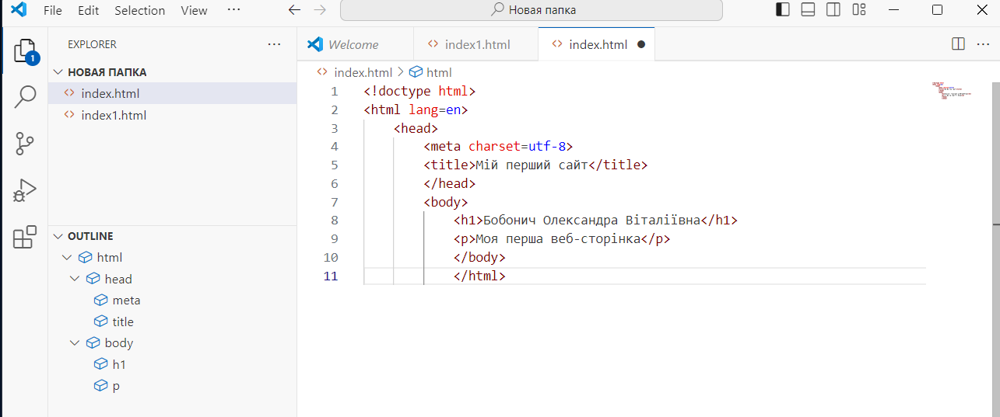 File Edit Selection View ··· Новая папка
EXPLORER ···
Welcome index1.html index.html
1
НОВАЯ ПАПКА
index.html
index1.html
index.html > html
1 <!doctype html>
2 <html lang=en>
3 <head>
4 <meta charset=utf-8>
5 <title>Мій перший сайт</title>
6 </head>
7 <body>
8 <h1>Бобонич Олександра Віталіївна</h1>
9 <p>Моя перша веб-сторінка</p>
10 </body>
11 </html>
OUTLINE
html
head
meta
title
body
h1
p